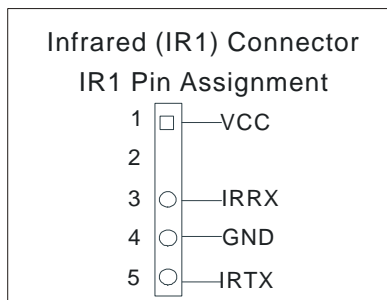 Infrared (IR1) Connector
IR1 Pin Assignment
1 VCC
2
3 IRRX
4 GND
5 IRTX